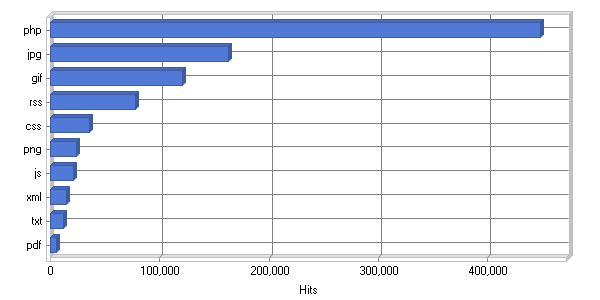 php
jpg
gif
rss
css
png
js
xml
txt
pdf
0 100,000 200,000 300,000 400,000
Hits